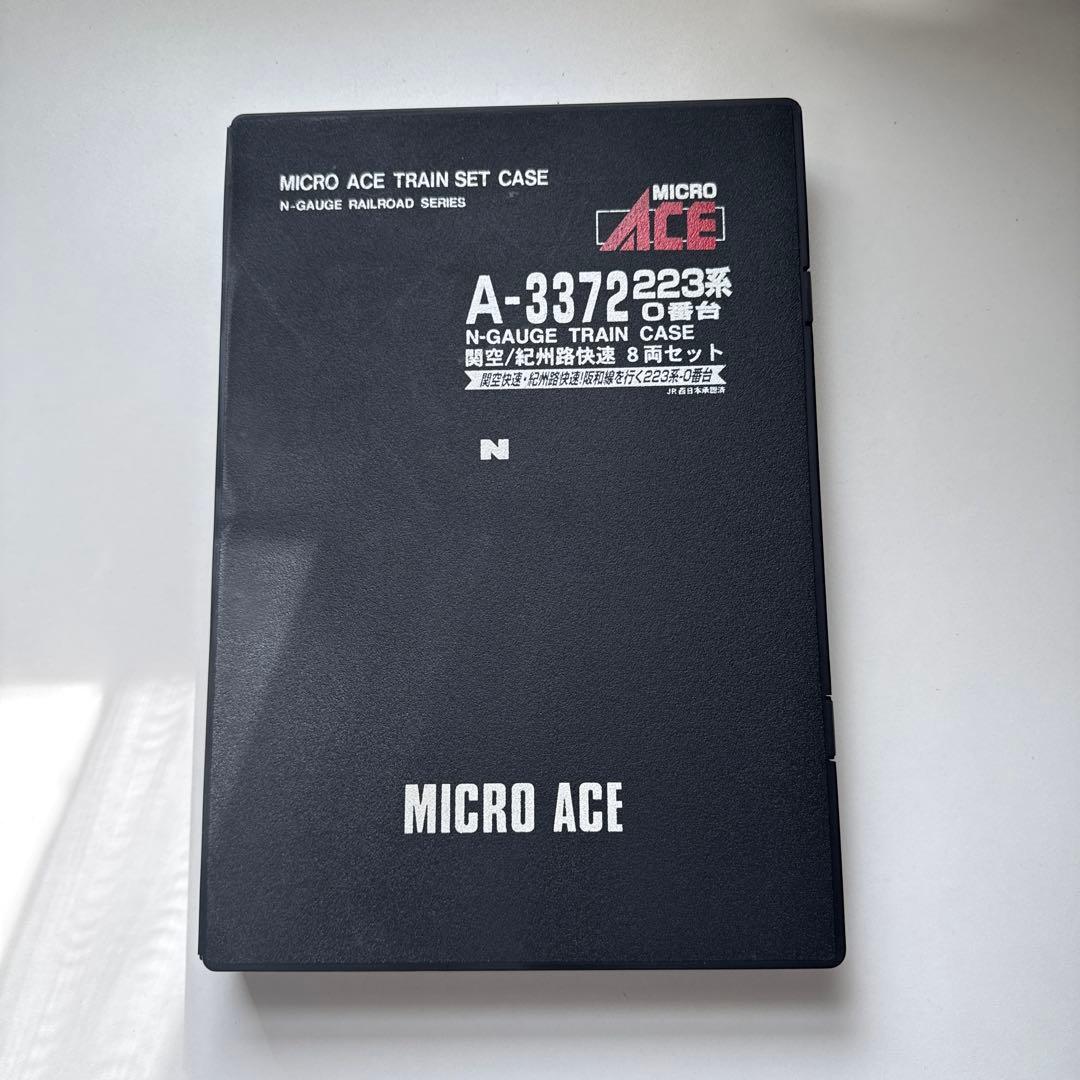 MICRO ACE TRAIN SET CASE
N-GAUGE RAILROAD SERIES
MICRO
ACE
A-3372 223系
0番台
N-GAUGE TRAIN CASE
関空/紀州路快速 8両セット
関空快速・紀州路快速!阪和線を行く223系-0番台
JR西日本承認済
N
MICRO ACE